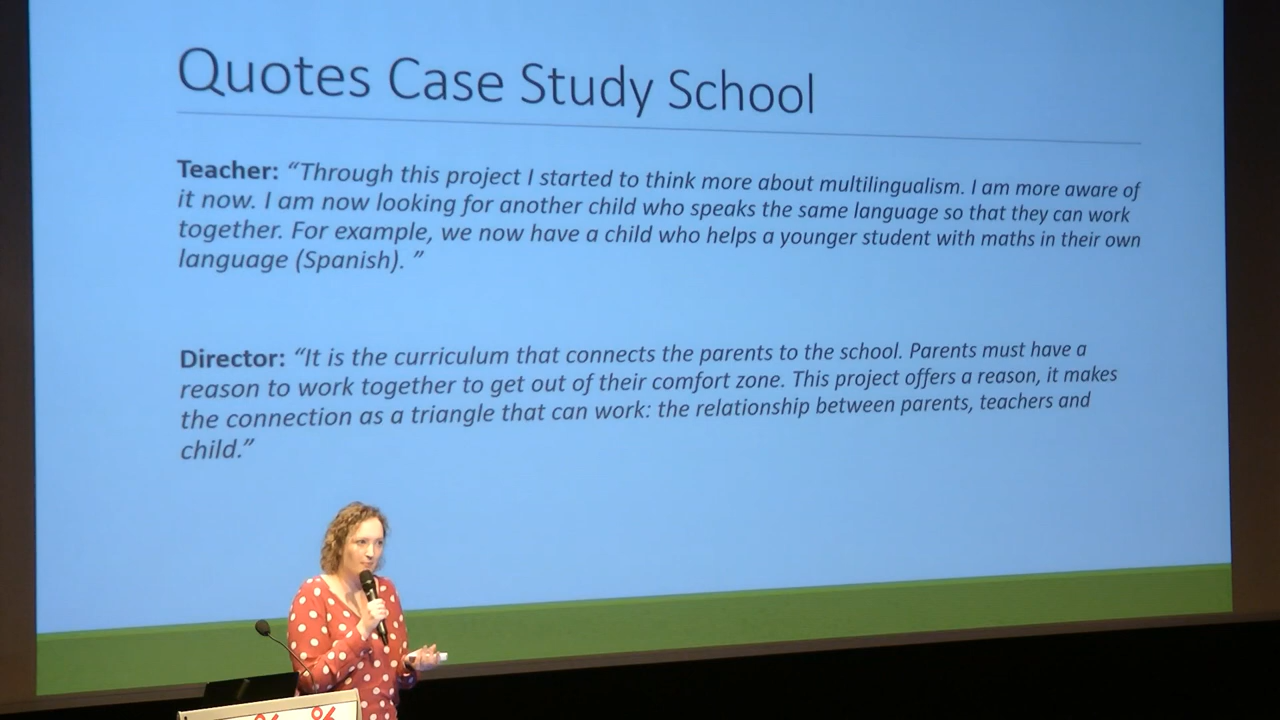 Quotes Case Study School
Teacher: “Through this project I started to think more about multilingualism. I am more aware of
it now. I am now looking for another child who speaks the same language so that they can work
together. For example, we now have a child who helps a younger student with maths in their own
language (Spanish). ”
Director: “It is the curriculum that connects the parents to the school. Parents must have a
reason to work together to get out of their comfort zone. This project offers a reason, it makes
the connection as a triangle that can work: the relationship between parents, teachers and
child.”